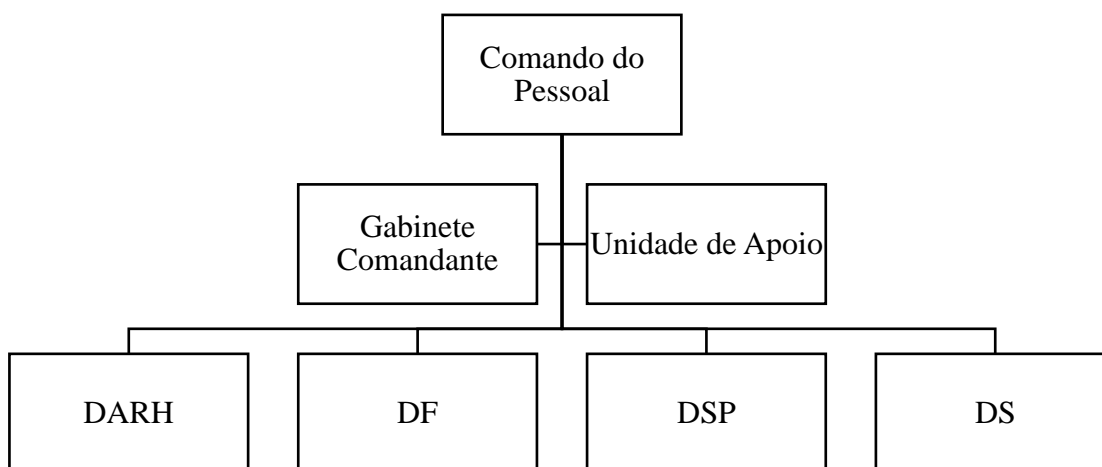 Comando do
Pessoal
Gabinete
Comandante
Unidade de Apoio
DARH
DF
DSP
DS